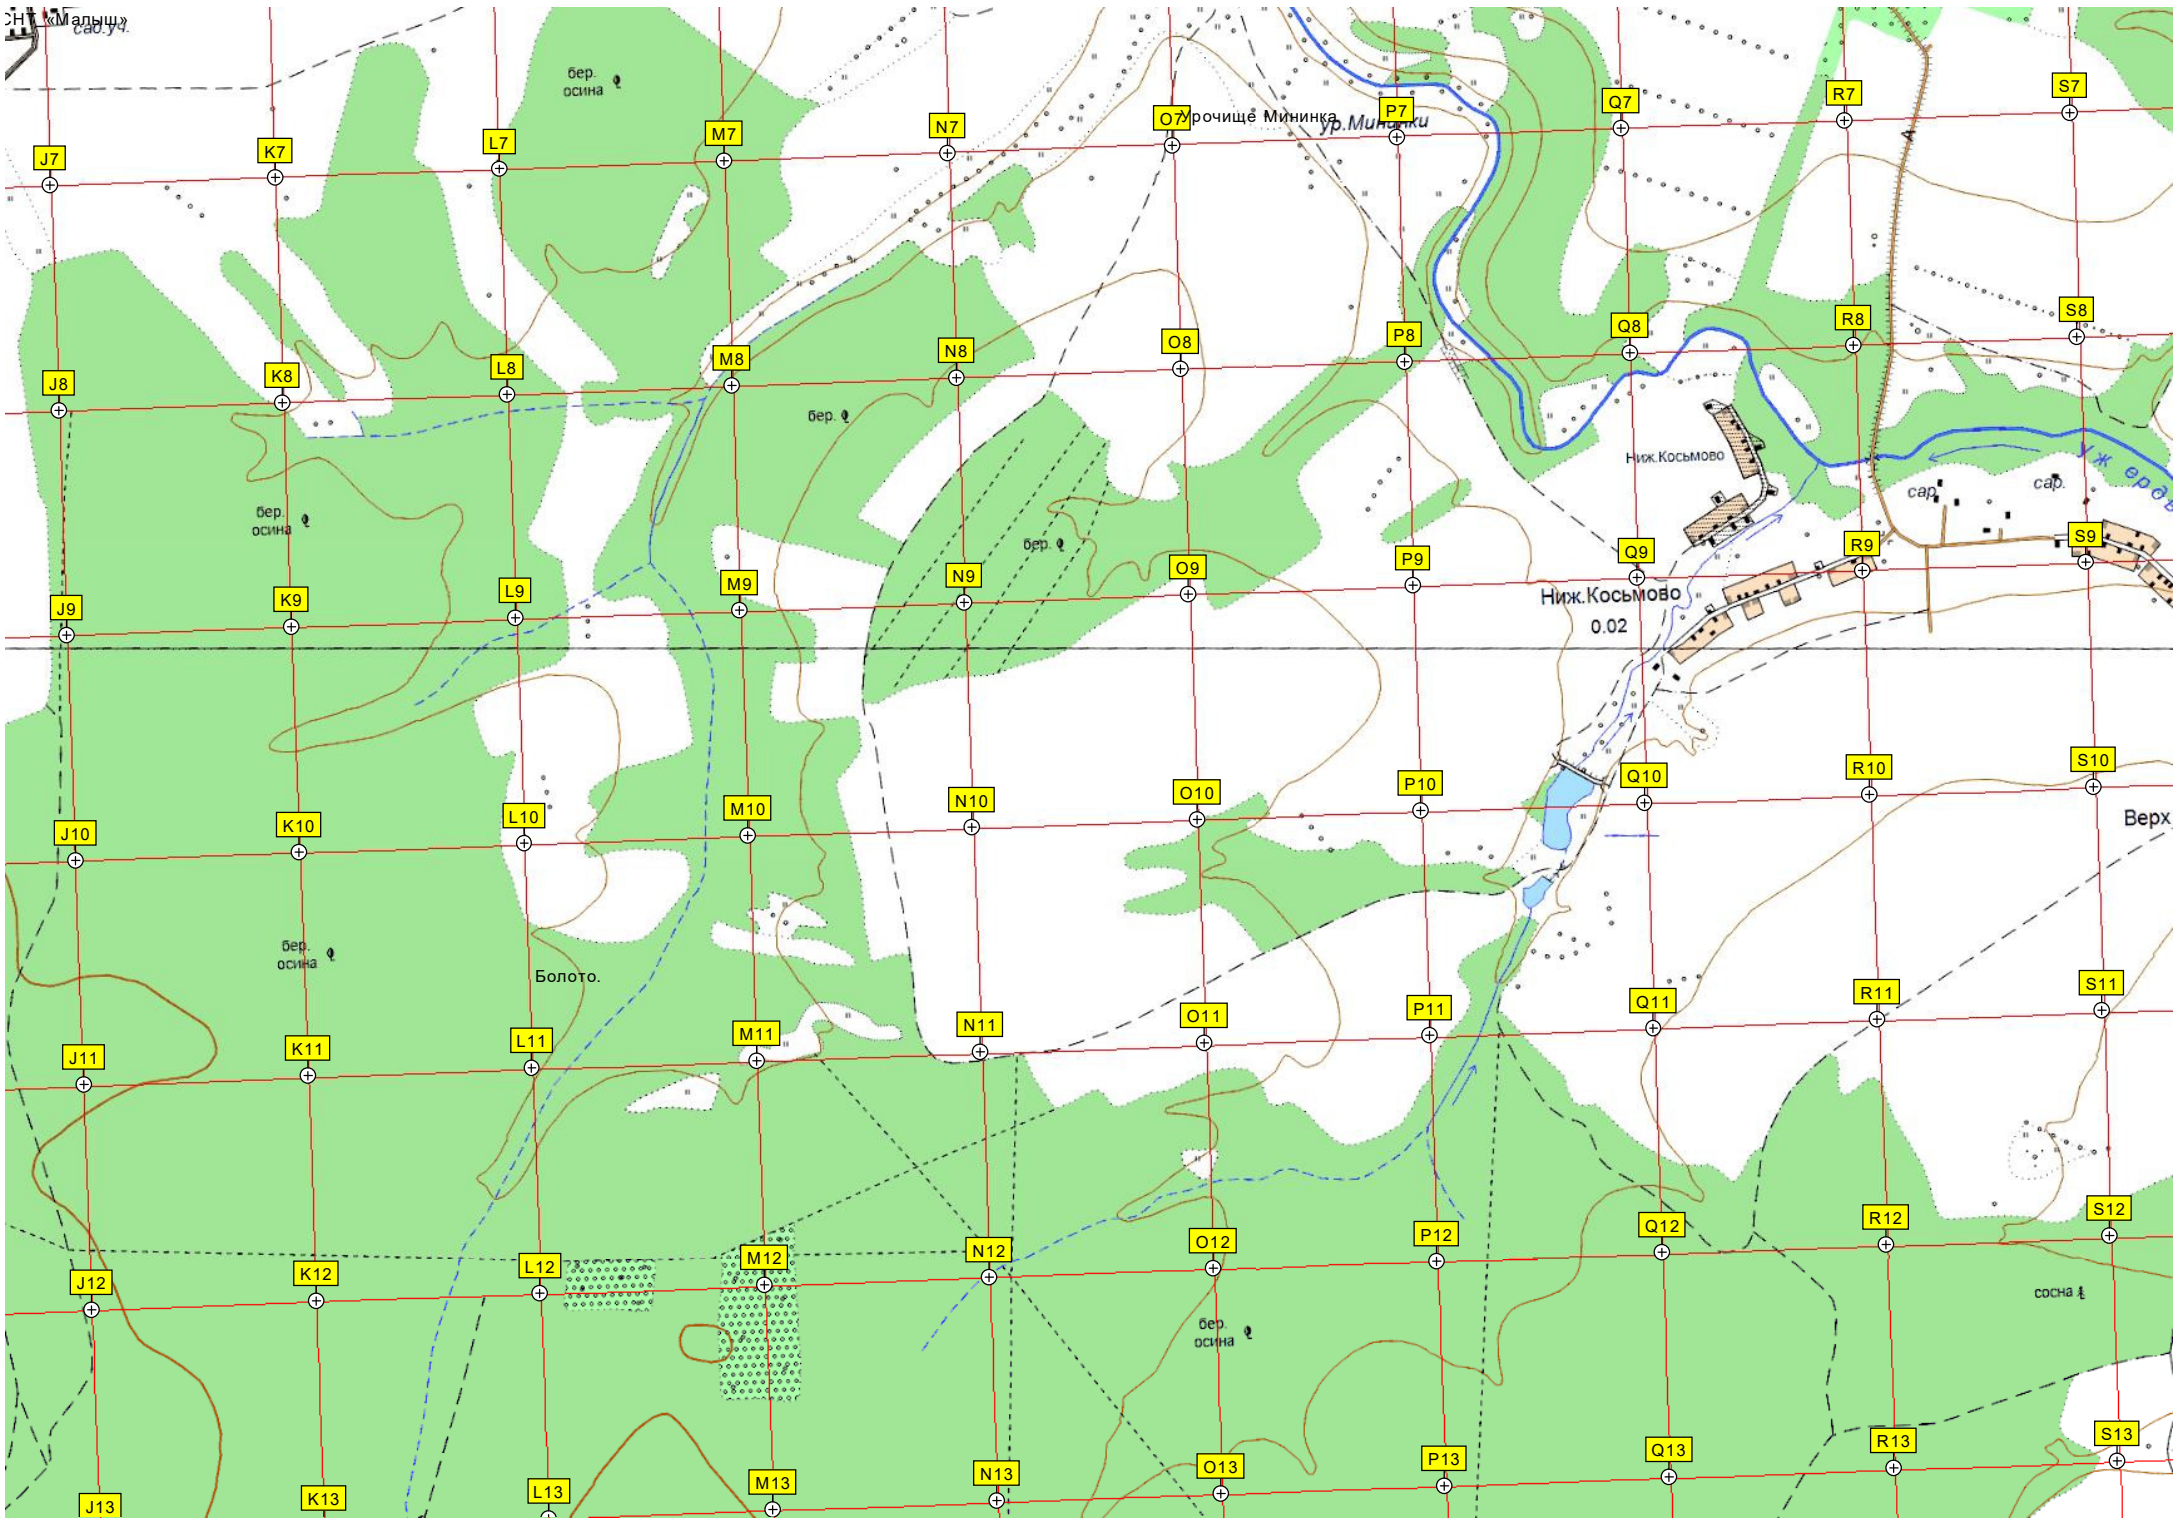 СНТ «Малыш»
сад.уч.
бер.
осина
Урочище Мининка
ур.Мининки
А
J7
K7
L7
M7
N7
O7
P7
Q7
R7
S7
J8
K8
L8
M8
N8
O8
P8
Q8
R8
S8
бер.
Ниж.Косьмово
сар.
сар.
Уж ерд
бер.
осина
бер.
J9
K9
L9
M9
N9
O9
P9
Q9
R9
S9
Ниж.Косьмово
0.02
J10
K10
L10
M10
N10
O10
P10
Q10
R10
S10
Верх
бер.
осина
Болото.
J11
K11
L11
M11
N11
O11
P11
Q11
R11
S11
J12
K12
L12
M12
N12
O12
P12
Q12
R12
S12
сосна
бер.
осина
J13
K13
L13
M13
N13
O13
P13
Q13
R13
S13